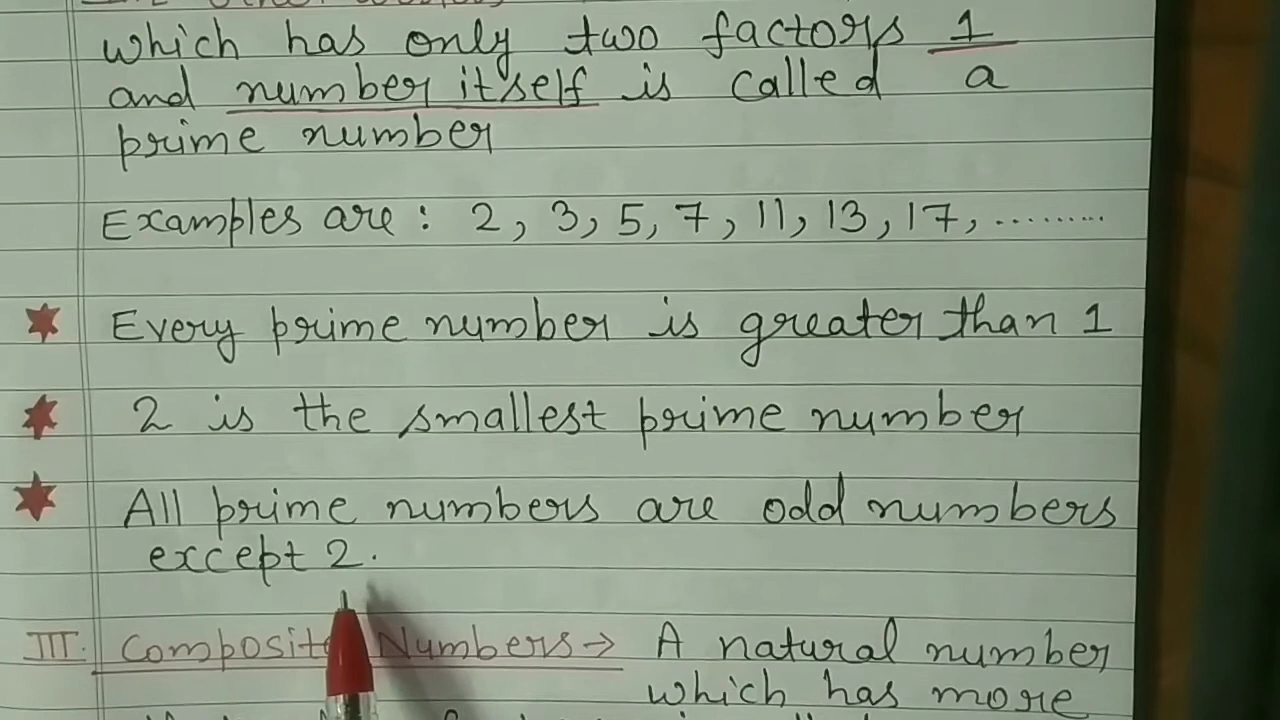 which has only two factors 1
and number itself is called a
prime number
Examples are : 2, 3, 5, 7, 11, 13, 17, .........
Every prime number is greater than 1
2 is the smallest prime number
All prime numbers are odd numbers
except 2.
III. Composite Numbers → A natural number
which has more